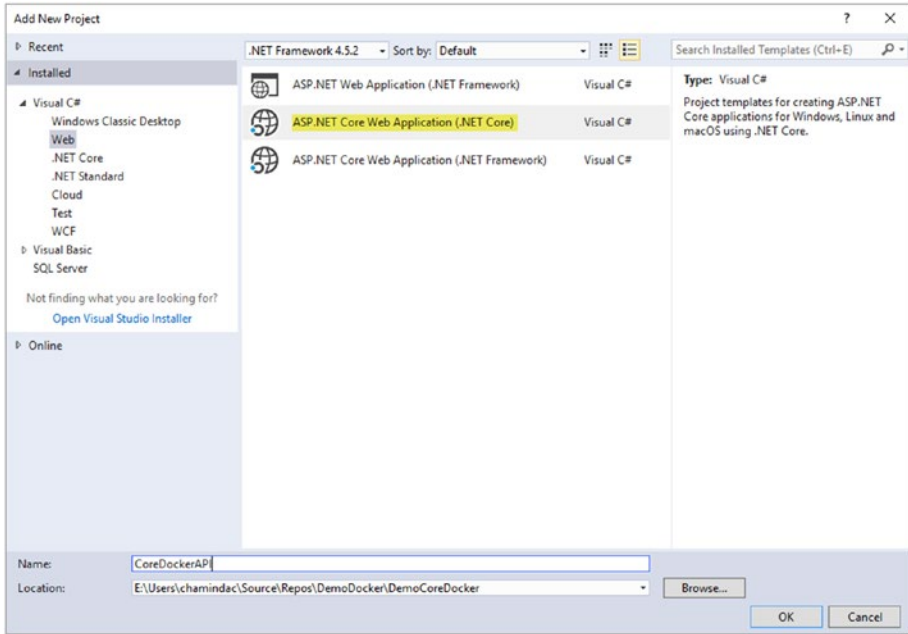 Add New Project
? ×
Recent
Installed
Visual C#
Windows Classic Desktop
Web
.NET Core
.NET Standard
Cloud
Test
WCF
Visual Basic
SQL Server
Not finding what you are looking for?
Open Visual Studio Installer
Online
.NET Framework 4.5.2 Sort by: Default
ASP.NET Web Application (.NET Framework) Visual C#
ASP.NET Core Web Application (.NET Core) Visual C#
ASP.NET Core Web Application (.NET Framework) Visual C#
Search Installed Templates (Ctrl+E)
Type: Visual C#
Project templates for creating ASP.NET
Core applications for Windows, Linux and
macOS using .NET Core.
Name: CoreDockerAPI
Location: E:\Users\chamindac\Source\Repos\DemoDocker\DemoCoreDocker
Browse...
OK Cancel